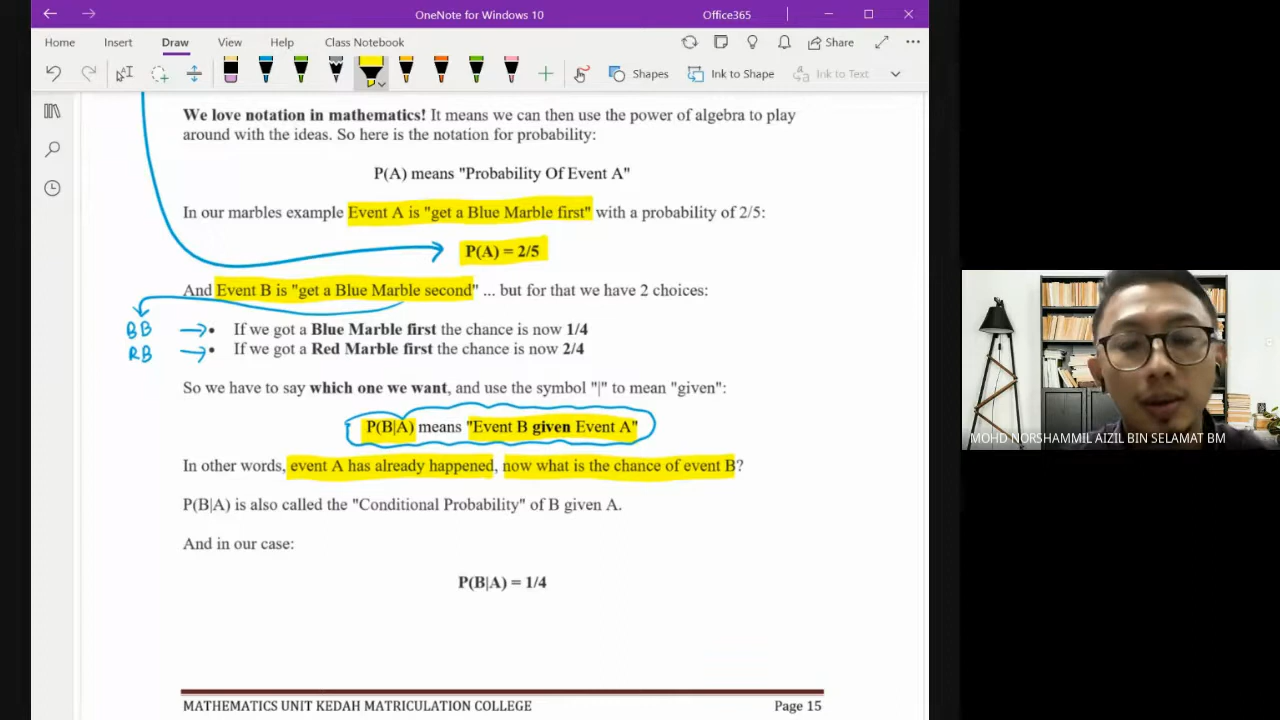 OneNote for Windows 10
Office365
Home Insert Draw View Help Class Notebook
Share
Shapes Ink to Shape Ink to Text
We love notation in mathematics! It means we can then use the power of algebra to play
around with the ideas. So here is the notation for probability:
P(A) means "Probability Of Event A"
In our marbles example Event A is "get a Blue Marble first" with a probability of 2/5:
P(A) = 2/5
And Event B is "get a Blue Marble second" ... but for that we have 2 choices:
BB → • If we got a Blue Marble first the chance is now 1/4
RB → • If we got a Red Marble first the chance is now 2/4
So we have to say which one we want, and use the symbol "|" to mean "given":
P(B|A) means "Event B given Event A"
In other words, event A has already happened, now what is the chance of event B?
P(B|A) is also called the "Conditional Probability" of B given A.
And in our case:
P(B|A) = 1/4
MATHEMATICS UNIT KEDAH MATRICULATION COLLEGE Page 15
MOHD NORSHAMMIL AIZIL BIN SELAMAT BM